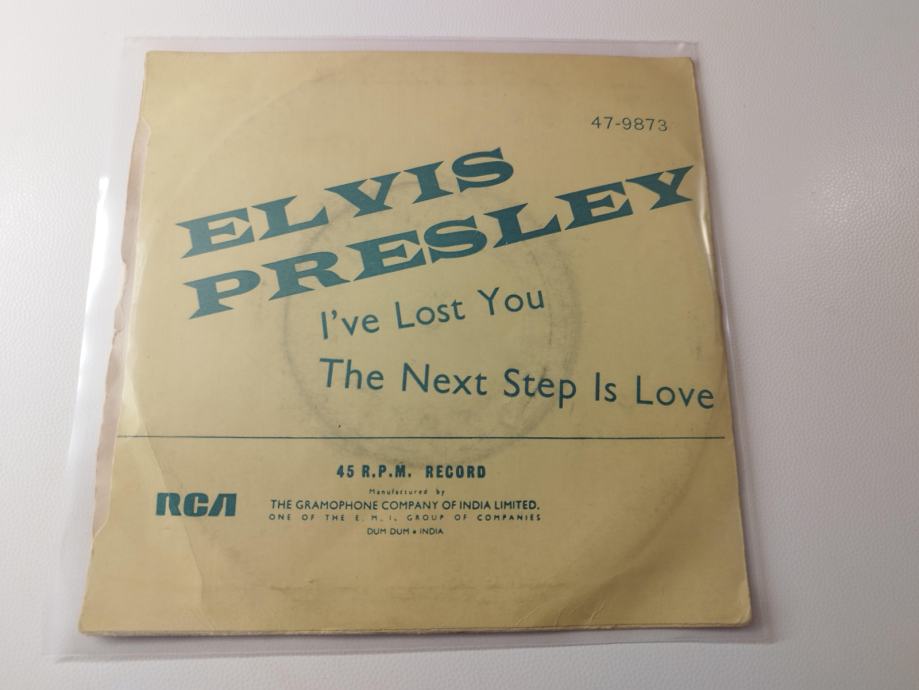 47-9873
ELVIS
PRESLEY
I've Lost You
The Next Step Is Love
45 R.P.M. RECORD
Manufactured by
RCA
THE GRAMOPHONE COMPANY OF INDIA LIMITED.
ONE OF THE E. M. I. GROUP OF COMPANIES
DUM DUM • INDIA